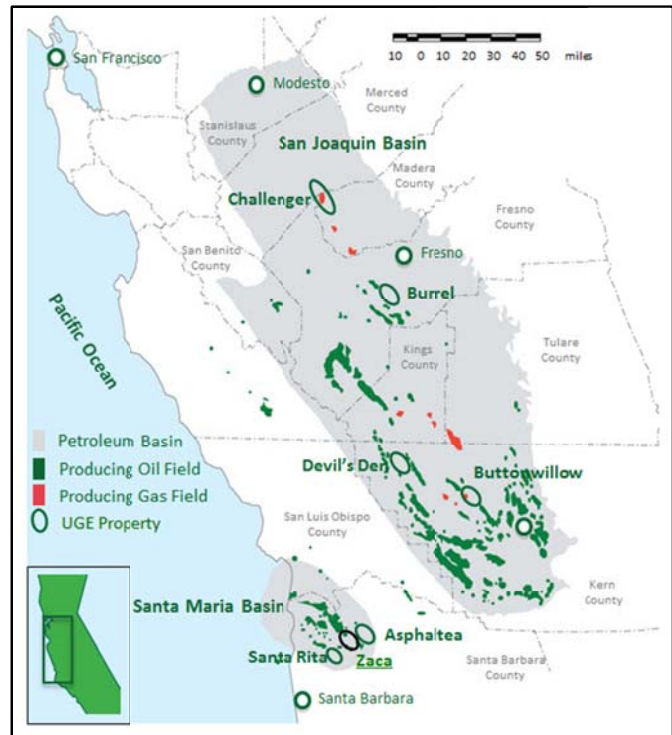 San Francisco
10 0 10 20 30 40 50 miles
Modesto
Merced
County
Stanislaus
County
San Joaquin Basin
Madera
County
Challenger
Fresno
County
San Benito
County
Fresno
Burrel
Pacific Ocean
Kings
County
Tulare
County
Petroleum Basin
Producing Oil Field
Producing Gas Field
UGE Property
Devil's Den
Buttonwillow
San Luis Obispo
County
Kern
County
Santa Maria Basin
Asphaltea
Santa Rita
Zaca
Santa Barbara
County
Santa Barbara